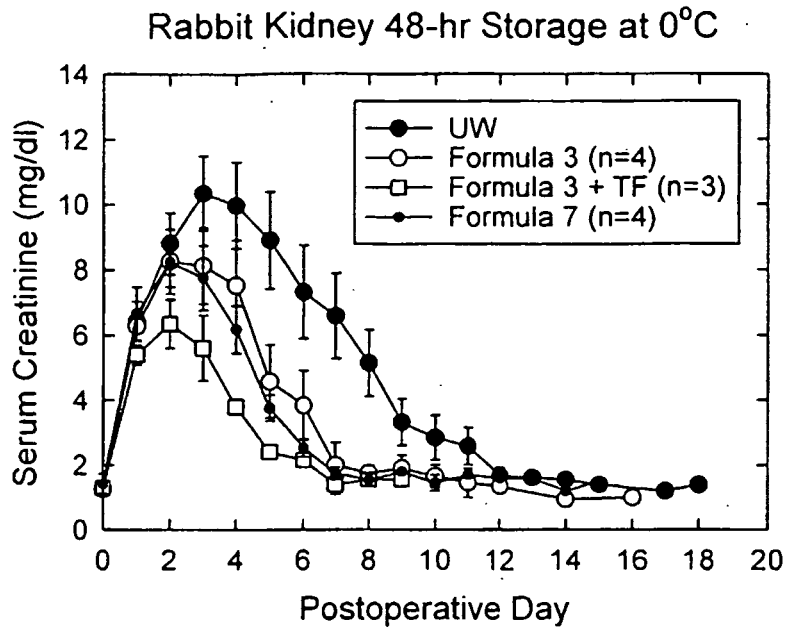 Rabbit Kidney 48-hr Storage at 0°C
14
12
10
8
6
4
2
0
Serum Creatinine (mg/dl)
UW
Formula 3 (n=4)
Formula 3 + TF (n=3)
Formula 7 (n=4)
0 2 4 6 8 10 12 14 16 18 20
Postoperative Day